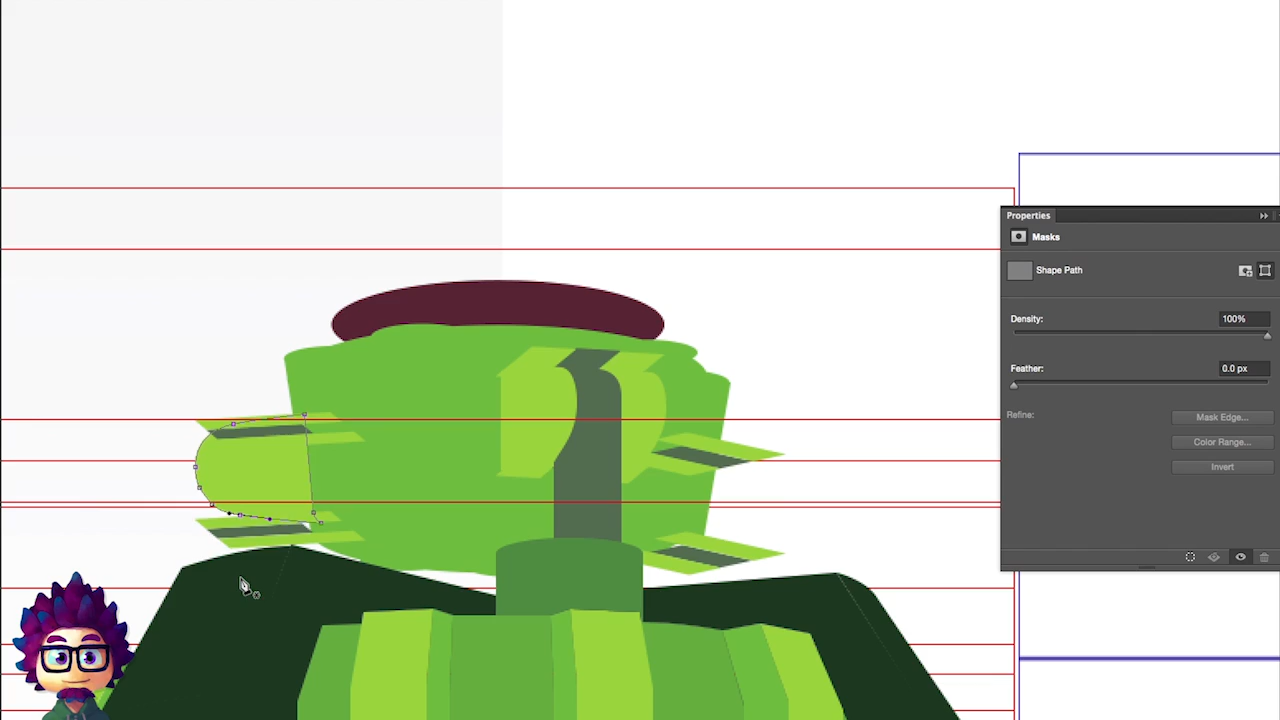 Properties
Masks
Shape Path
Density: 100%
Feather: 0.0 px
Refine: Mask Edge...
Color Range...
Invert